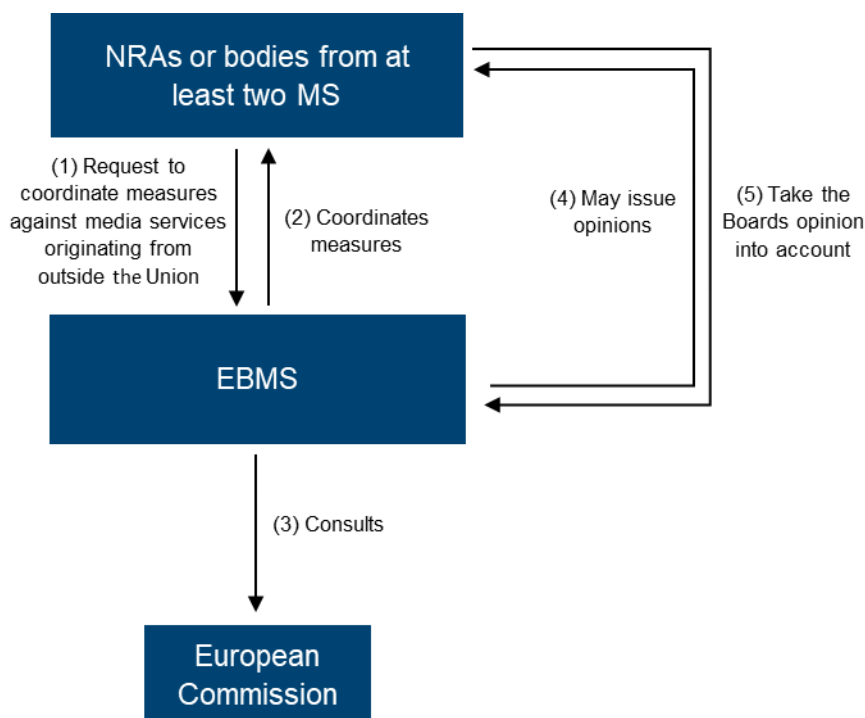 NRAs or bodies from at
least two MS
(1) Request to
coordinate measures
against media services
originating from
outside the Union
(2) Coordinates
measures
(4) May issue
opinions
(5) Take the
Boards opinion
into account
EBMS
(3) Consults
European
Commission